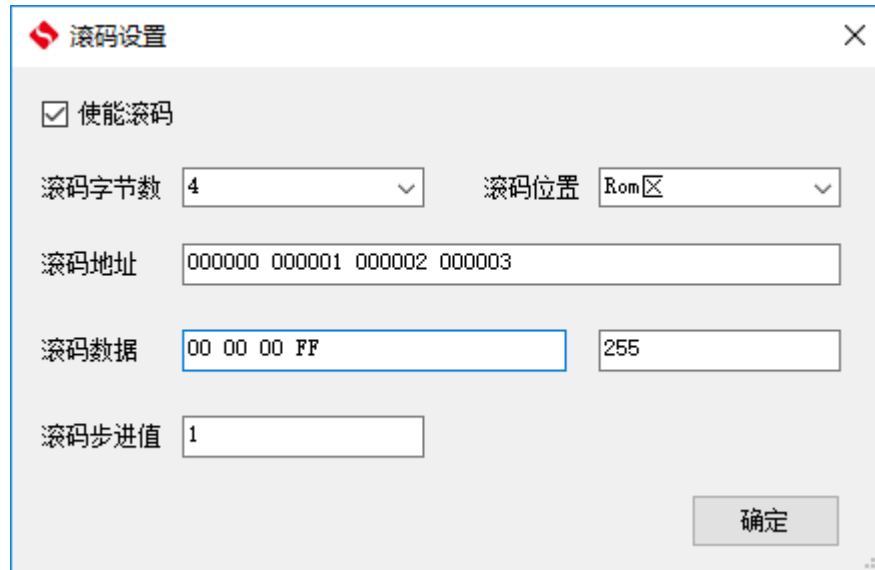 滚码设置
使能滚码
滚码字节数 4 滚码位置 Rom区
滚码地址 000000 000001 000002 000003
滚码数据 00 00 00 FF 255
滚码步进值 1
确定